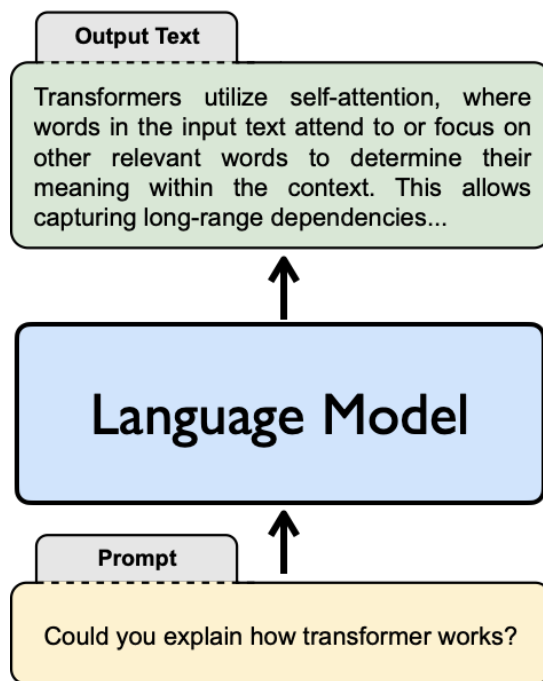 Output Text
Transformers utilize self-attention, where
words in the input text attend to or focus on
other relevant words to determine their
meaning within the context. This allows
capturing long-range dependencies...
Language Model
Prompt
Could you explain how transformer works?